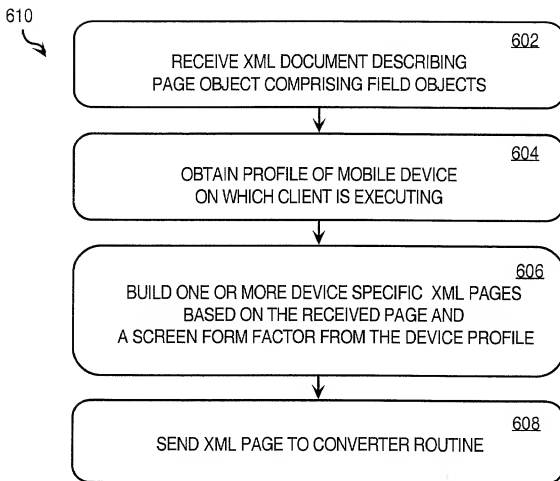 610
602
RECEIVE XML DOCUMENT DESCRIBING
PAGE OBJECT COMPRISING FIELD OBJECTS
604
OBTAIN PROFILE OF MOBILE DEVICE
ON WHICH CLIENT IS EXECUTING
606
BUILD ONE OR MORE DEVICE SPECIFIC XML PAGES
BASED ON THE RECEIVED PAGE AND
A SCREEN FORM FACTOR FROM THE DEVICE PROFILE
608
SEND XML PAGE TO CONVERTER ROUTINE